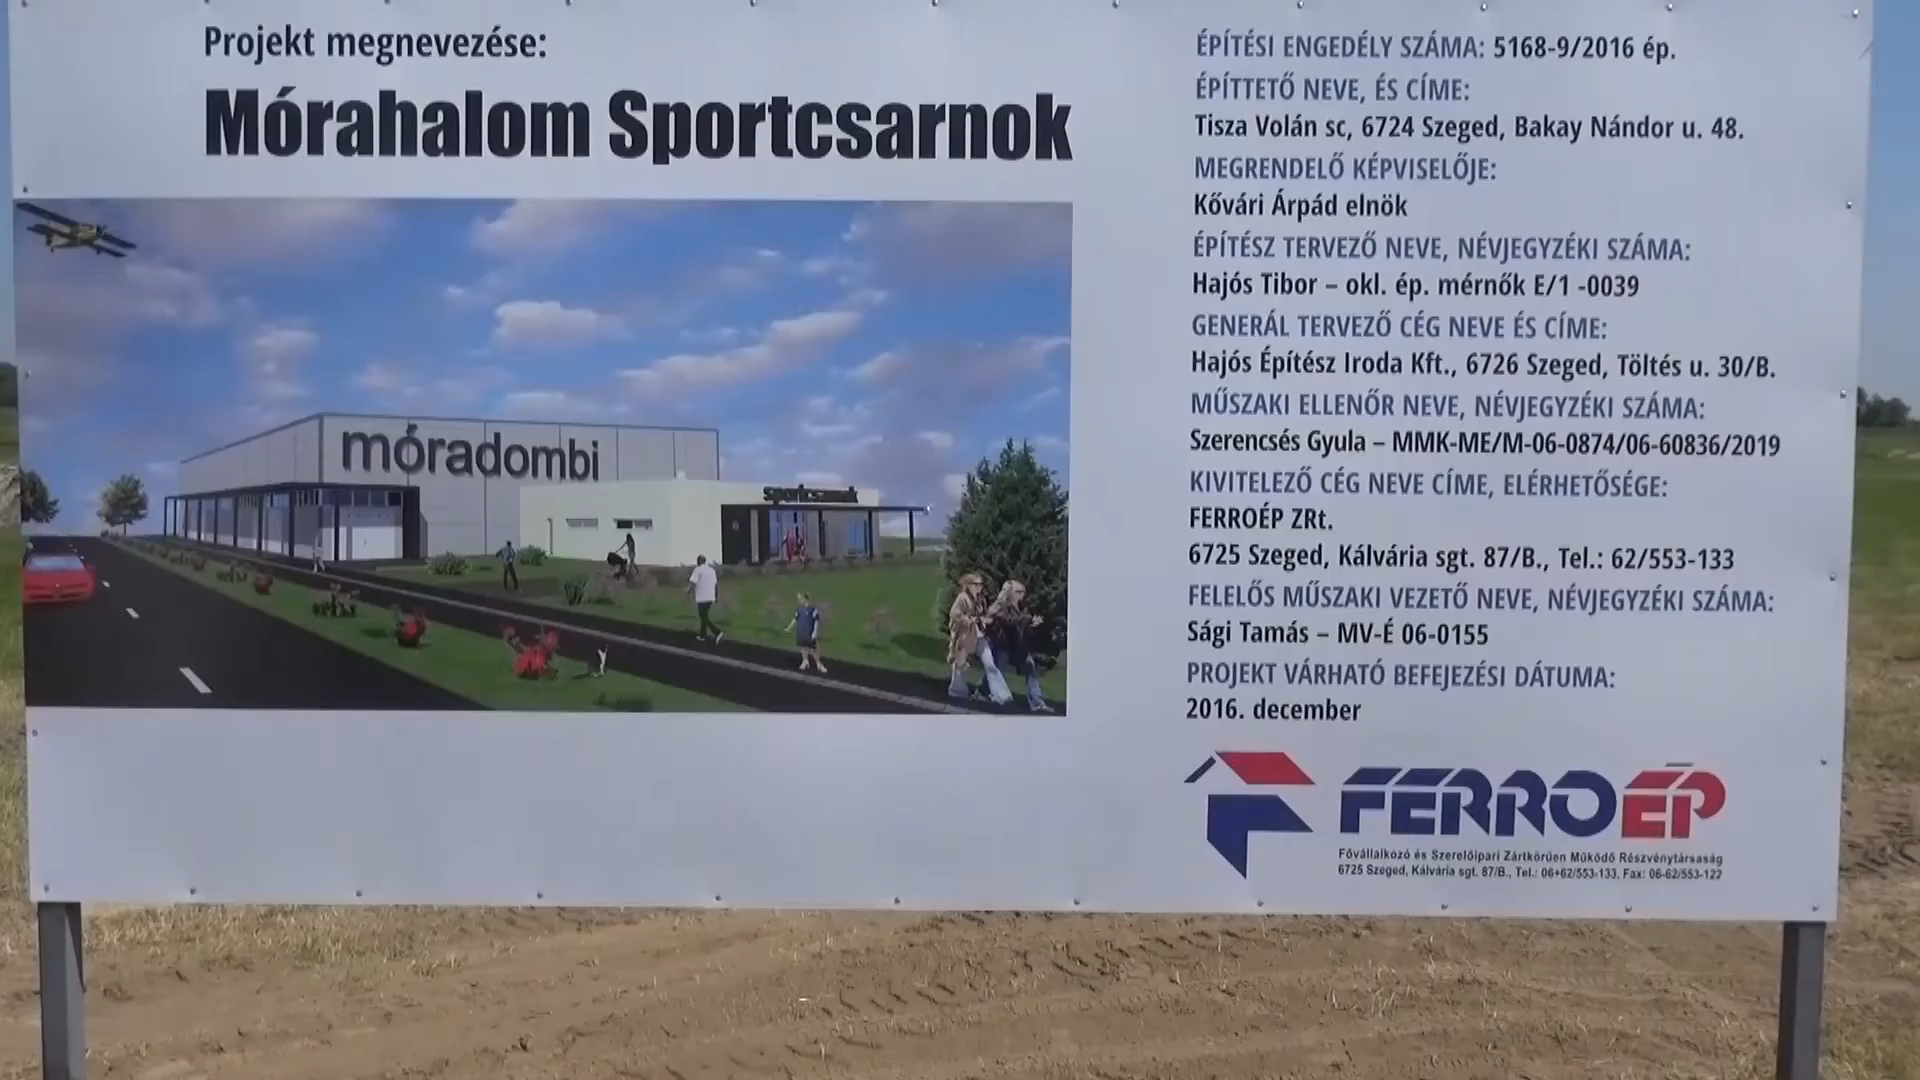 Projekt megnevezése:
Mórahalom Sportcsarnok
móradombi
sportcsarnok
ÉPÍTÉSI ENGEDÉLY SZÁMA: 5168-9/2016 ép.
ÉPÍTTETŐ NEVE, ÉS CÍME:
Tisza Volán sc, 6724 Szeged, Bakay Nándor u. 48.
MEGRENDELŐ KÉPVISELŐJE:
Kővári Árpád elnök
ÉPÍTÉSZ TERVEZŐ NEVE, NÉVJEGYZÉKI SZÁMA:
Hajós Tibor – okl. ép. mérnők E/1 -0039
GENERÁL TERVEZŐ CÉG NEVE ÉS CÍME:
Hajós Építész Iroda Kft., 6726 Szeged, Töltés u. 30/B.
MŰSZAKI ELLENŐR NEVE, NÉVJEGYZÉKI SZÁMA:
Szerencsés Gyula – MMK-ME/M-06-0874/06-60836/2019
KIVITELEZŐ CÉG NEVE CÍME, ELÉRHETŐSÉGE:
FERROÉP ZRt.
6725 Szeged, Kálvária sgt. 87/B., Tel.: 62/553-133
FELELŐS MŰSZAKI VEZETŐ NEVE, NÉVJEGYZÉKI SZÁMA:
Sági Tamás – MV-É 06-0155
PROJEKT VÁRHATÓ BEFEJEZÉSI DÁTUMA:
2016. december
FERROÉP
Fővállalkozó és Szerelőipari Zártkörűen Működő Részvénytársaság
6725 Szeged, Kálvária sgt. 87/B., Tel.: 06+62/553-133, Fax: 06-62/553-122